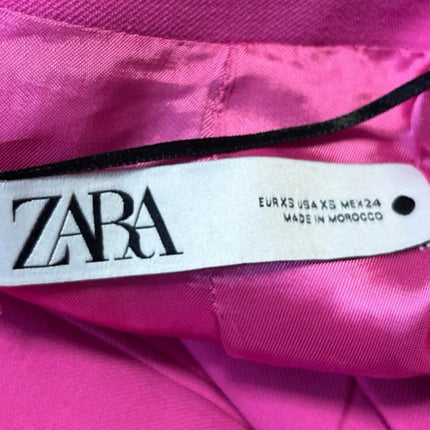 ZARA
EUR XS USA XS MEX 24
MADE IN MOROCCO